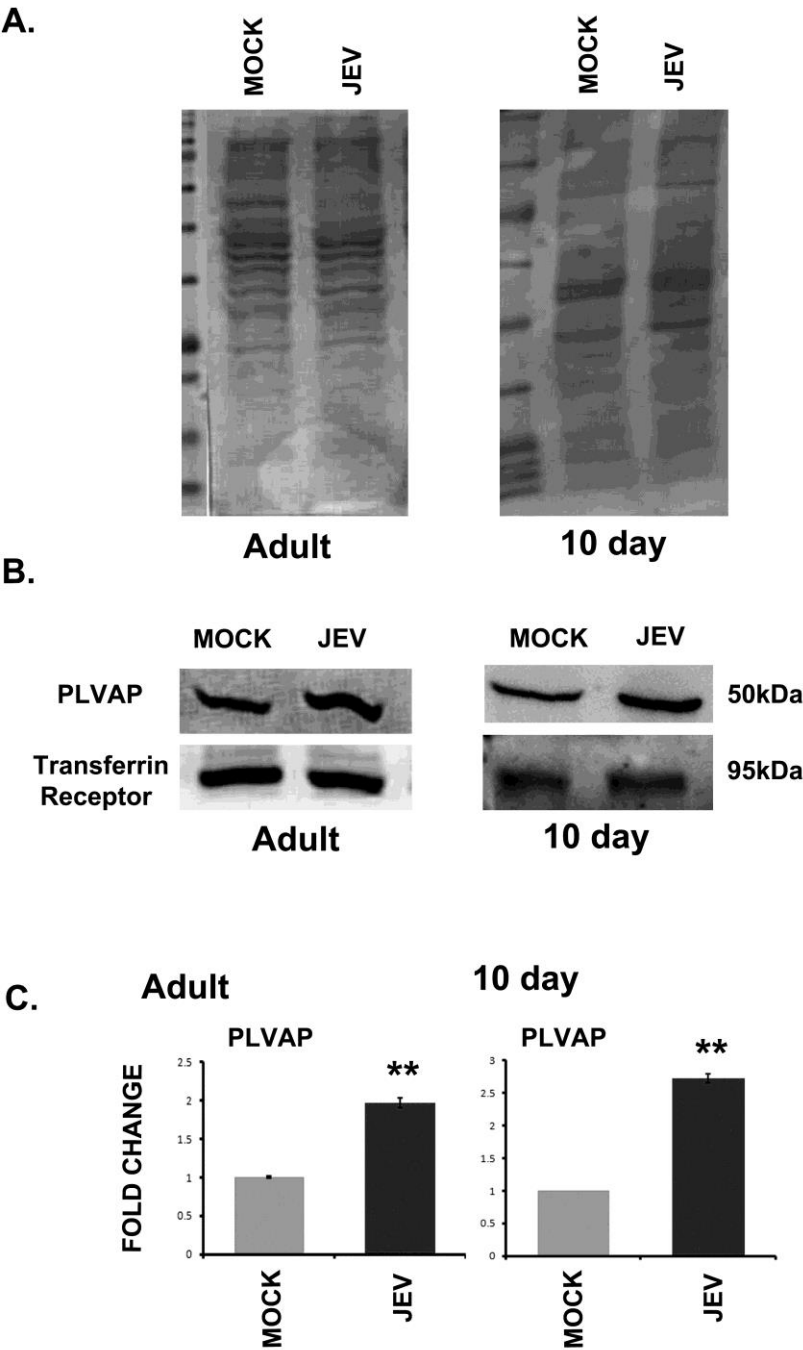 A.
MOCK
JEV
MOCK
JEV
Adult
10 day
B.
MOCK JEV
MOCK JEV
PLVAP
50kDa
Transferrin
Receptor
95kDa
Adult
10 day
C.
Adult
10 day
PLVAP
PLVAP
FOLD CHANGE
2.5
2
1.5
1
0.5
0
**
MOCK
JEV
3
2.5
2
1.5
1
0.5
0
**
MOCK
JEV